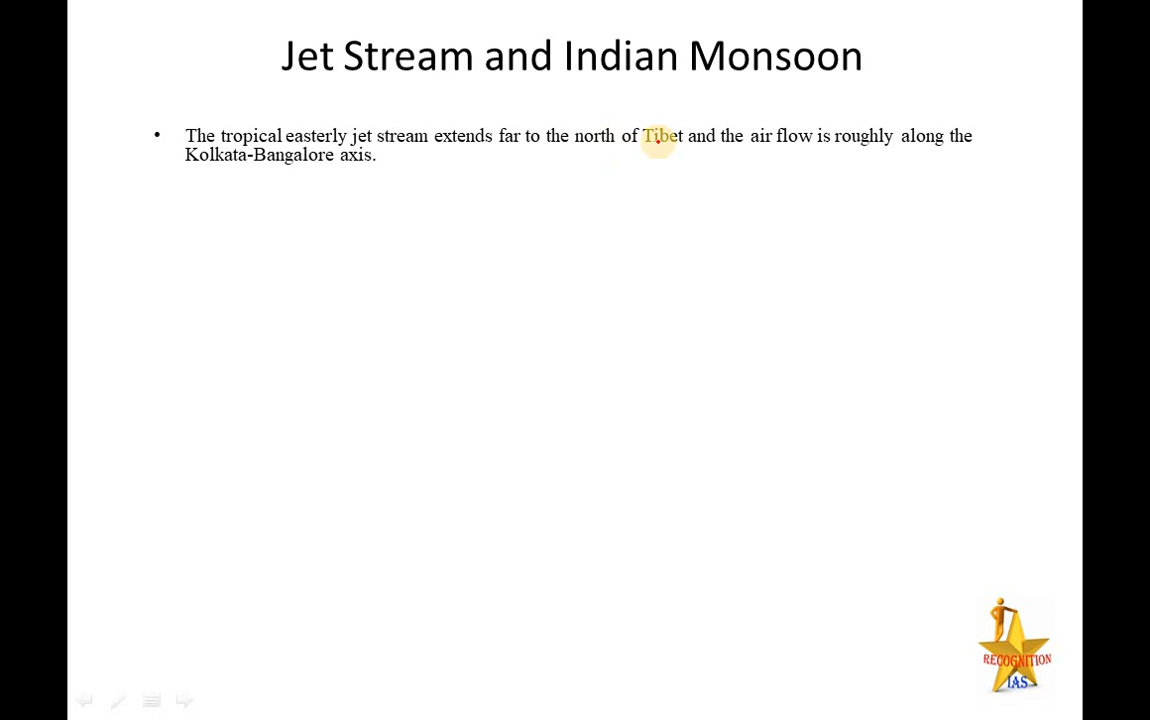 Jet Stream and Indian Monsoon
• The tropical easterly jet stream extends far to the north of Tibet and the air flow is roughly along the
Kolkata-Bangalore axis.
RECOGNITION
IAS